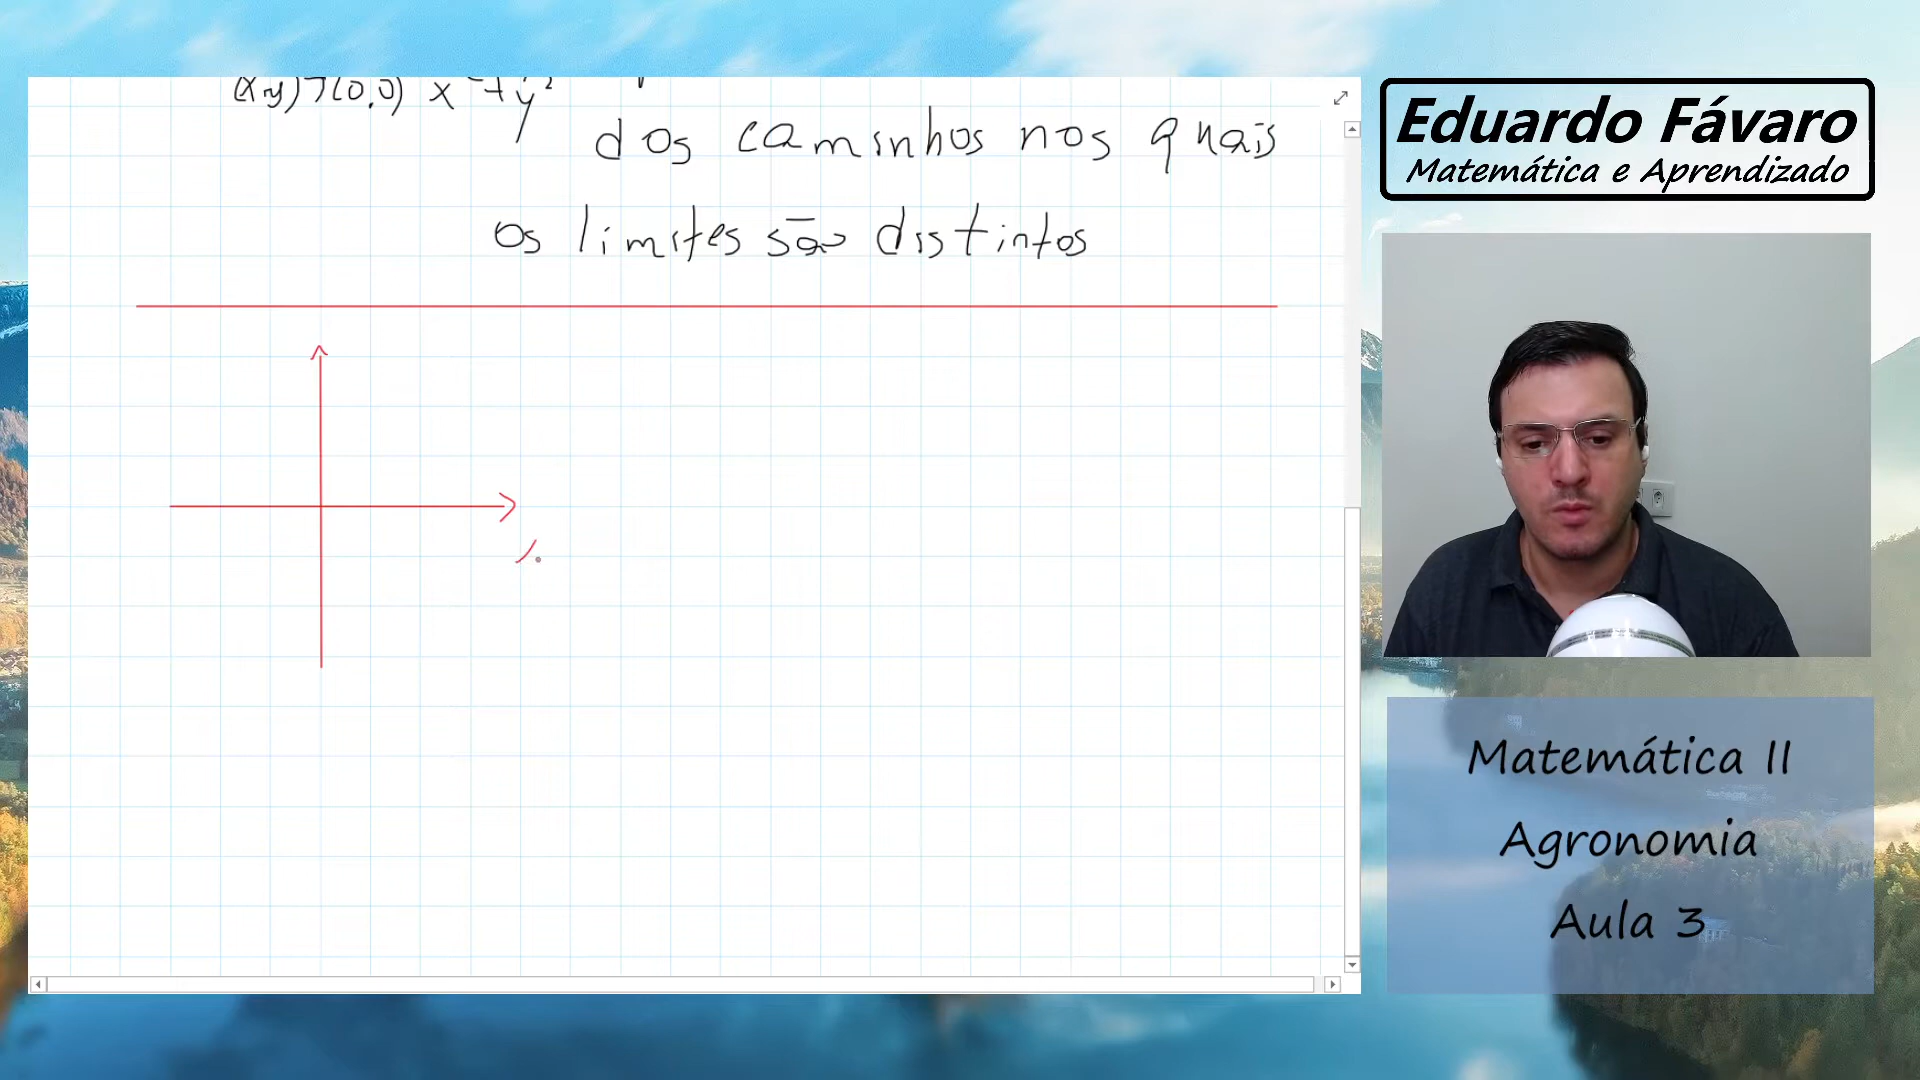 (x,y)→(0,0) x²+y²
dos caminhos nos quais
os limites são distintos
Eduardo Fávaro
Matemática e Aprendizado
Matemática II
Agronomia
Aula 3